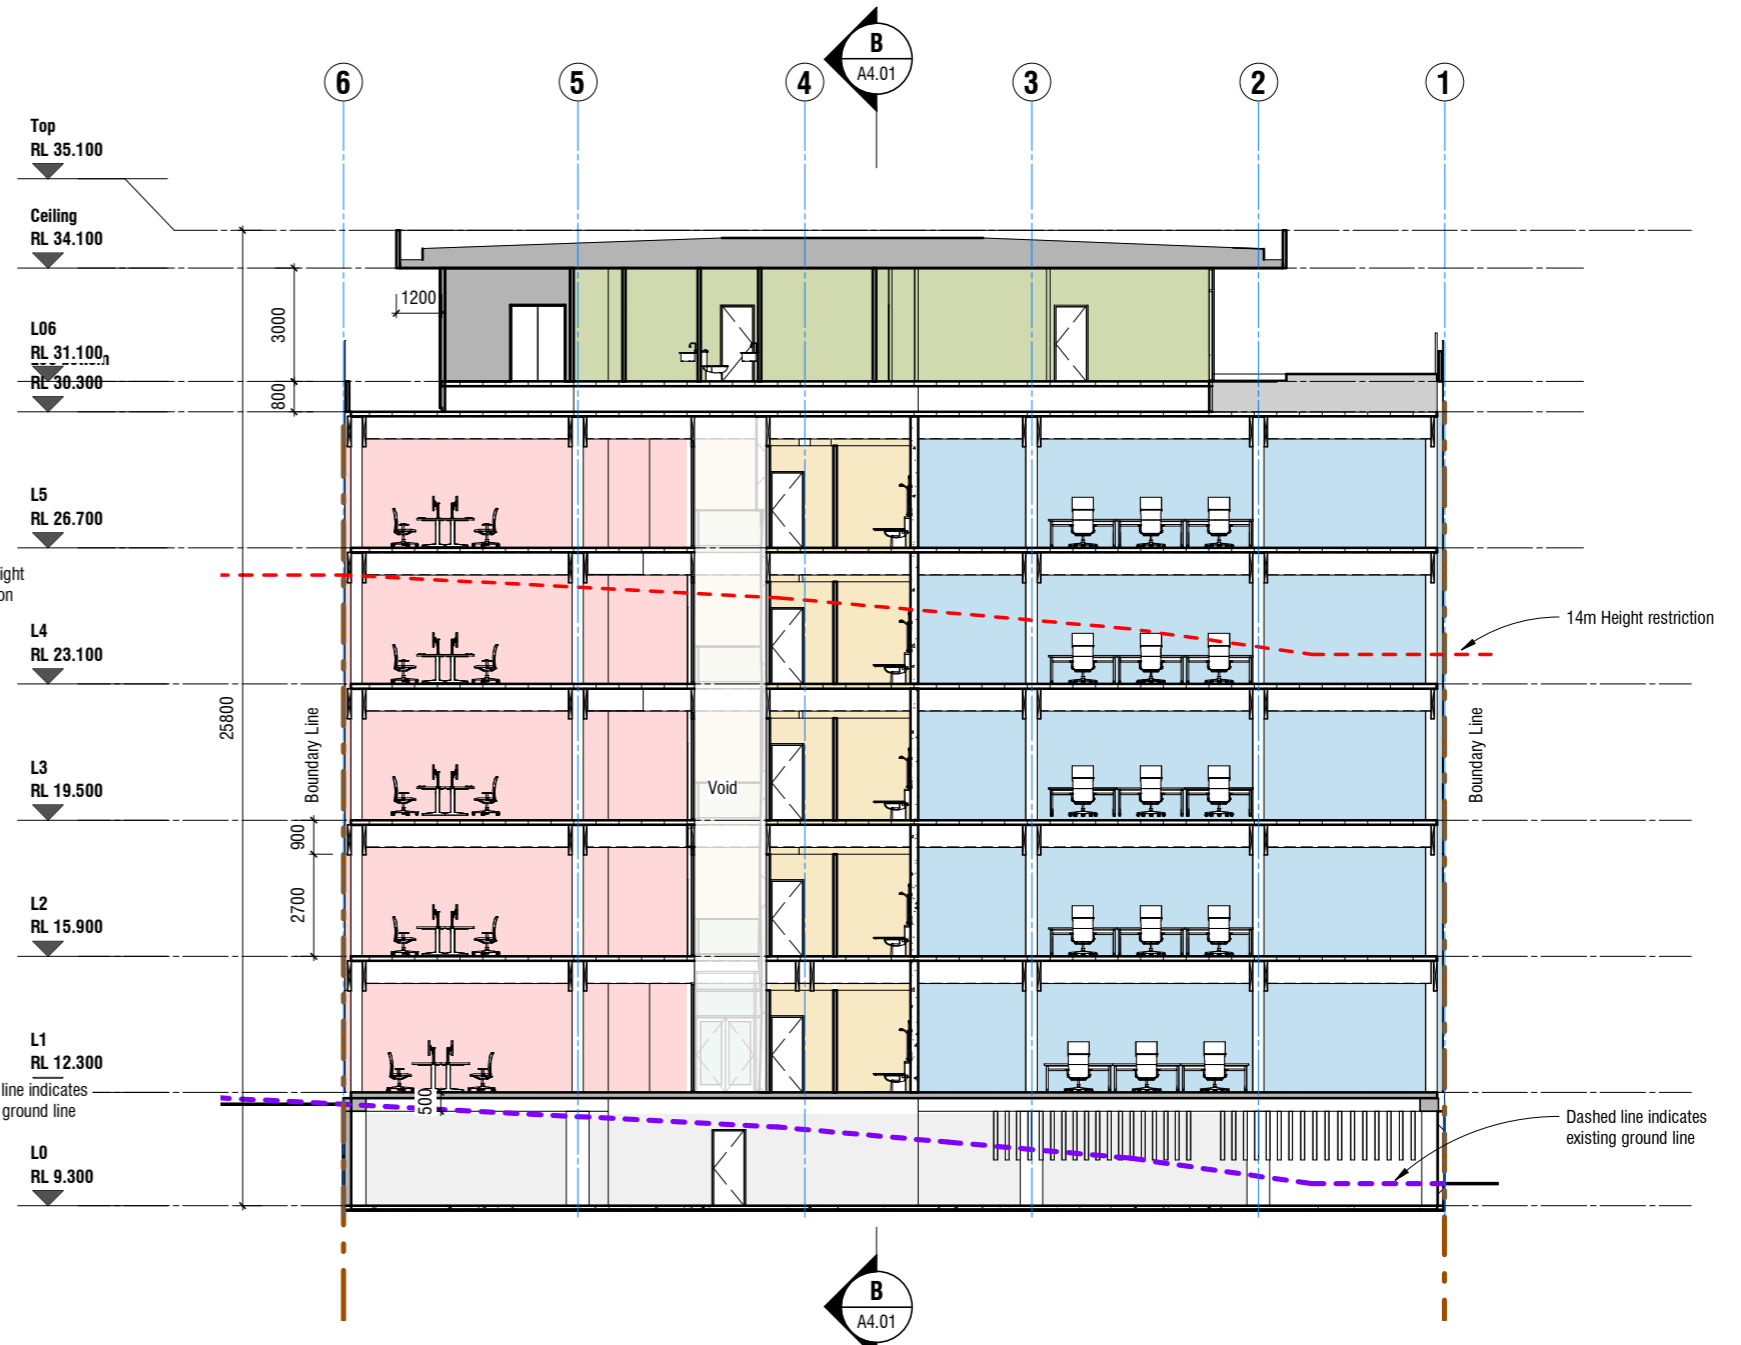 B
A4.01
6
5
4
3
2
1
Top
RL 35.100
Ceiling
RL 34.100
1200
3000
L06
RL 31.100
RL 30.300
800
L5
RL 26.700
ight
on
14m Height restriction
L4
RL 23.100
25800
Boundary Line
Boundary Line
L3
RL 19.500
Void
900
2700
L2
RL 15.900
L1
RL 12.300
line indicates
ground line
500
Dashed line indicates
existing ground line
L0
RL 9.300
B
A4.01